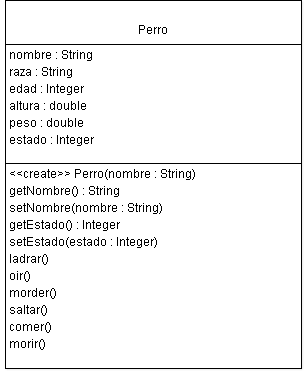 Perro
nombre : String
raza : String
edad : Integer
altura : double
peso : double
estado : Integer
<<create>> Perro(nombre : String)
getNombre() : String
setNombre(nombre : String)
getEstado() : Integer
setEstado(estado : Integer)
ladrar()
oir()
morder()
saltar()
comer()
morir()